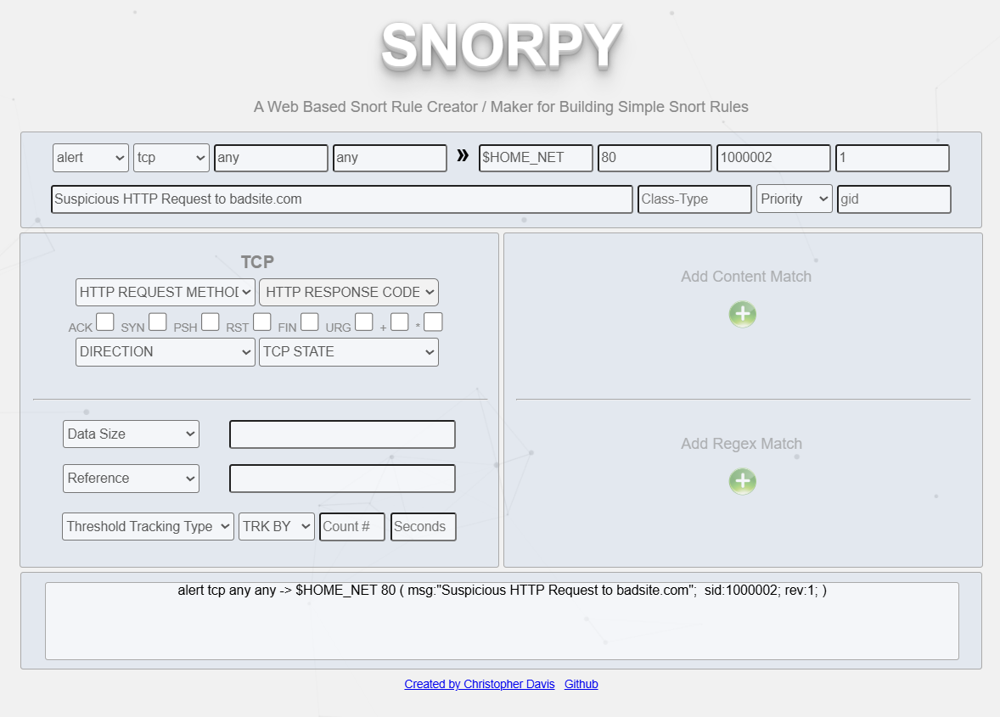 SNORPY
A Web Based Snort Rule Creator / Maker for Building Simple Snort Rules
alert tcp any any » $HOME_NET 80 1000002 1
Suspicious HTTP Request to badsite.com Class-Type Priority gid
TCP
HTTP REQUEST METHOD HTTP RESPONSE CODE
ACK SYN PSH RST FIN URG + *
DIRECTION TCP STATE
Data Size
Reference
Threshold Tracking Type TRK BY Count # Seconds
Add Content Match
Add Regex Match
alert tcp any any -> $HOME_NET 80 ( msg:"Suspicious HTTP Request to badsite.com"; sid:1000002; rev:1; )
Created by Christopher Davis Github